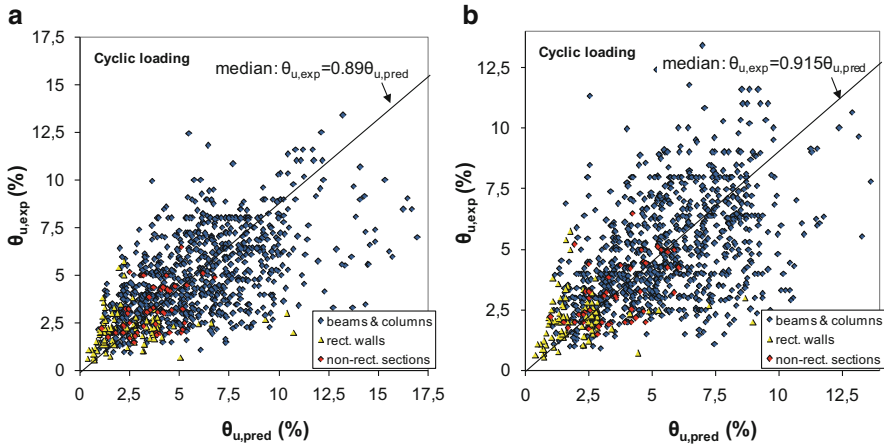 a
17,5
15
12,5
10
7,5
5
2,5
0
θu,exp (%)
Cyclic loading
median: θu,exp=0.89θu,pred
beams & columns
rect. walls
non-rect. sections
0 2,5 5 7,5 10 12,5 15 17,5
θu,pred (%)
b
12,5
10
7,5
5
2,5
0
θu,exp (%)
Cyclic loading
median: θu,exp=0.915θu,pred
beams & columns
rect. walls
non-rect. sections
0 2,5 5 7,5 10 12,5
θu,pred (%)